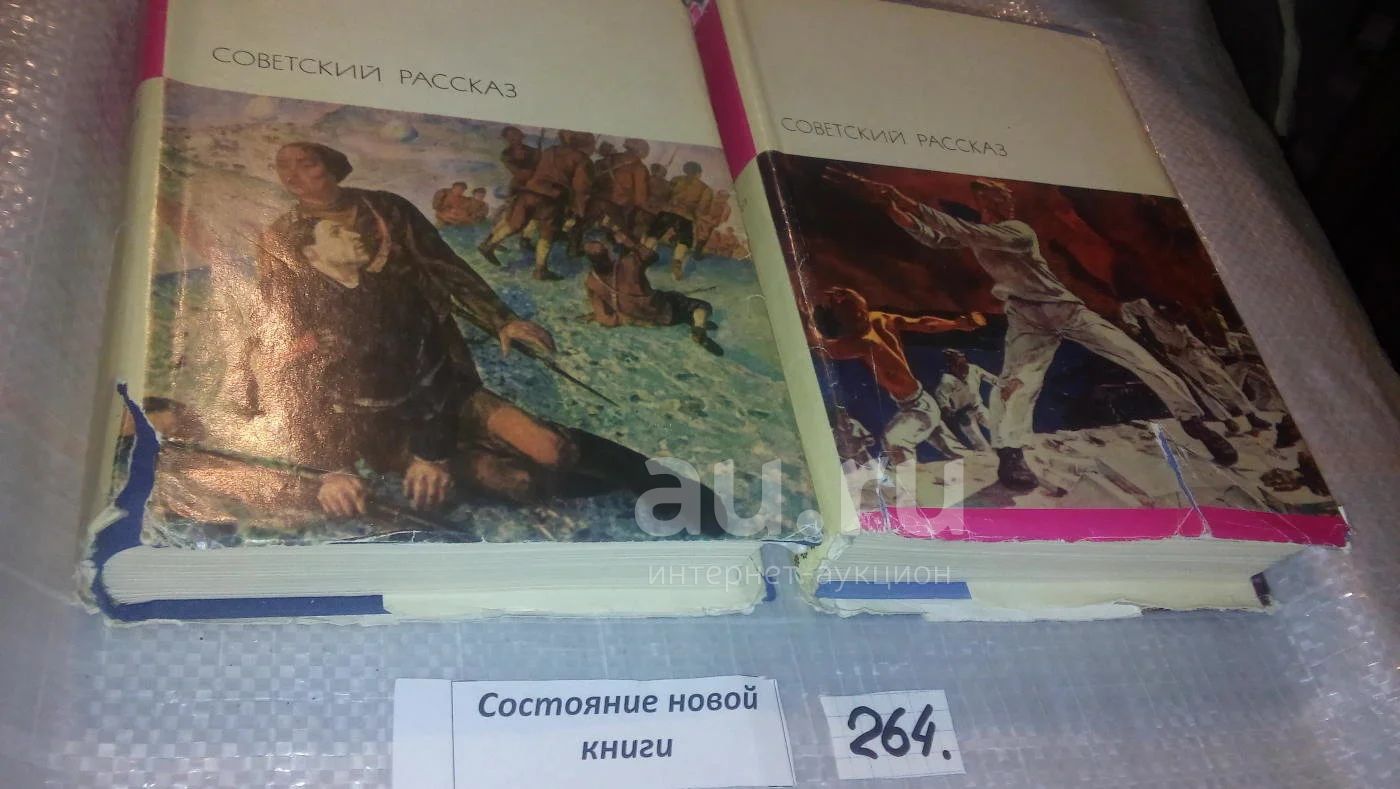 СОВЕТСКИЙ РАССКАЗ
СОВЕТСКИЙ РАССКАЗ
au.ru
интернет-аукцион
Состояние новой
книги
264.